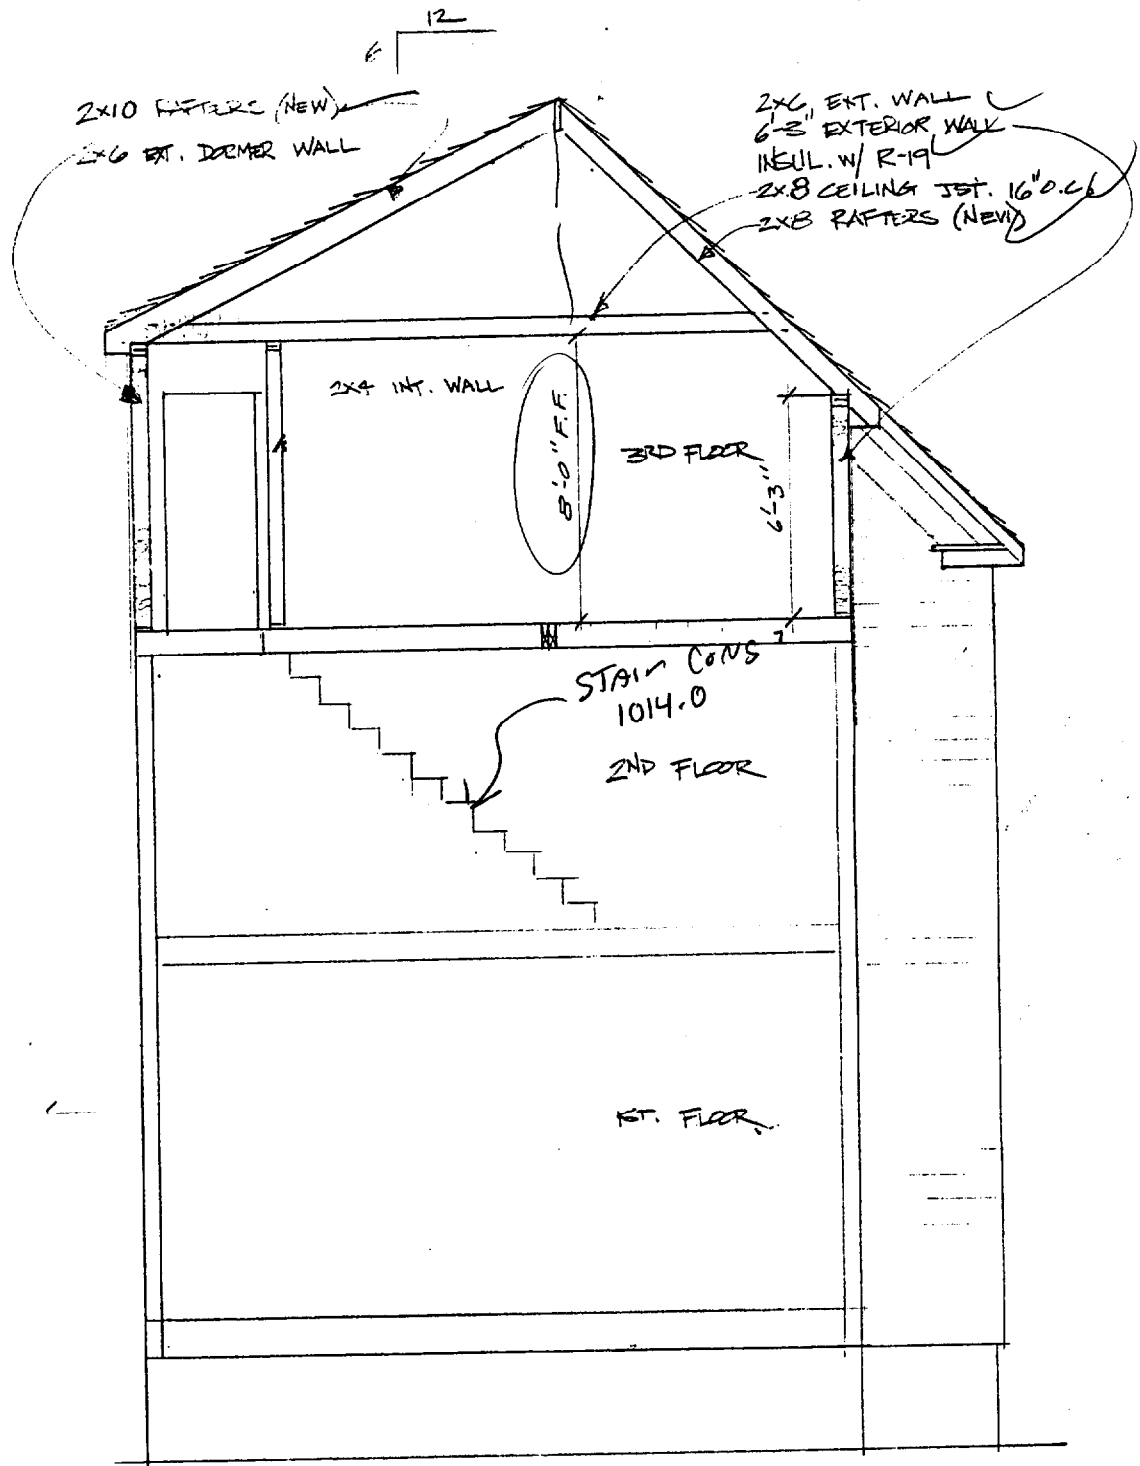 12
6
2x10 RAFTERS (NEW)
2x6 EXT. DORMER WALL
2x6 EXT. WALL
6'-3" EXTERIOR WALL
INSUL. W/ R-19
2x8 CEILING JST. 16" O.C.
2x8 RAFTERS (NEW)
2x4 INT. WALL
8'-0" F.F.
3RD FLOOR
6'-3"
STAIR CONS
1014.0
2ND FLOOR
1ST. FLOOR